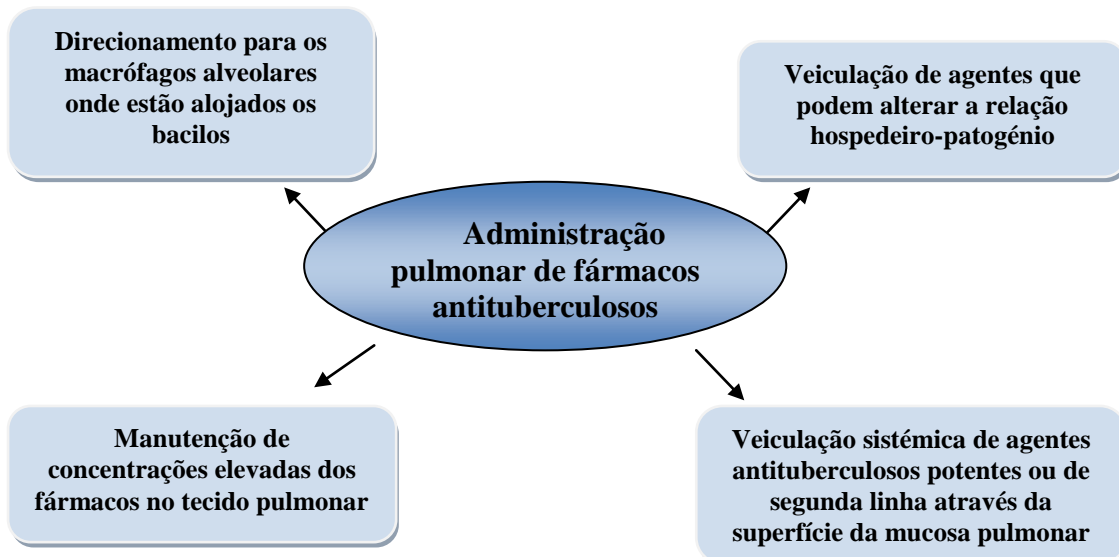 Direcionamento para os
macrófagos alveolares
onde estão alojados os
bacilos
Veiculação de agentes que
podem alterar a relação
hospedeiro-patogénio
Administração
pulmonar de fármacos
antituberculosos
Manutenção de
concentrações elevadas dos
fármacos no tecido pulmonar
Veiculação sistémica de agentes
antituberculosos potentes ou de
segunda linha através da
superfície da mucosa pulmonar